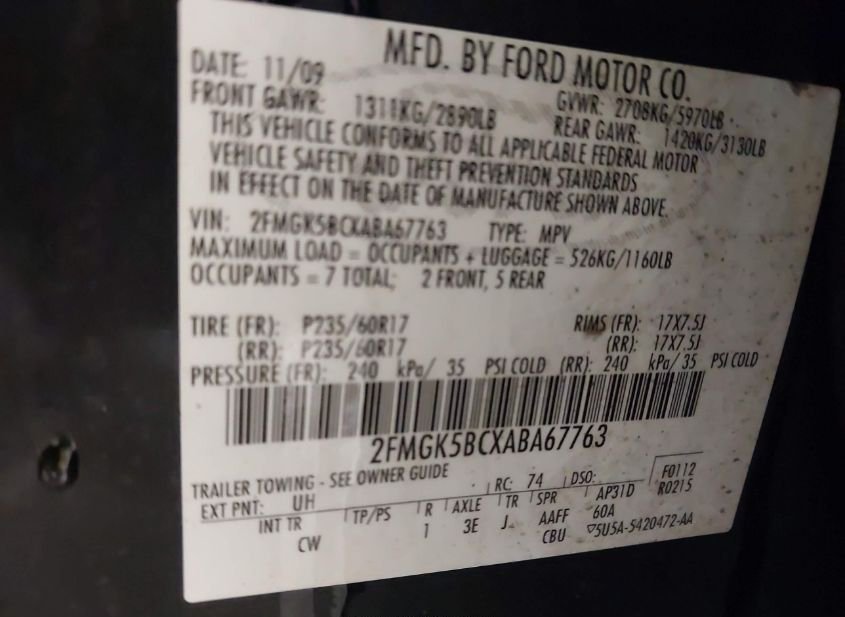 MFD. BY FORD MOTOR CO.
DATE: 11/09 GVWR: 2708KG/5970LB
FRONT GAWR: 1311KG/2890LB REAR GAWR: 1420KG/3130LB
THIS VEHICLE CONFORMS TO ALL APPLICABLE FEDERAL MOTOR
VEHICLE SAFETY AND THEFT PREVENTION STANDARDS
IN EFFECT ON THE DATE OF MANUFACTURE SHOWN ABOVE.
VIN: 2FMGK5BCXABA67763 TYPE: MPV
MAXIMUM LOAD = OCCUPANTS + LUGGAGE = 526KG/1160LB
OCCUPANTS = 7 TOTAL; 2 FRONT, 5 REAR
TIRE (FR): P235/60R17 RIMS (FR): 17X7.5J
(RR): P235/60R17 (RR): 17X7.5J
PRESSURE (FR): 240 kPa/ 35 PSI COLD (RR): 240 kPa/ 35 PSI COLD
2FMGK5BCXABA67763
TRAILER TOWING - SEE OWNER GUIDE RC: 74 DSO: F0112
EXT PNT: UH R0215
INT TR TP/PS R AXLE TR SPR AP31D
CW 1 3E J AAFF 60A
CBU ▽5U5A-5420472-AA